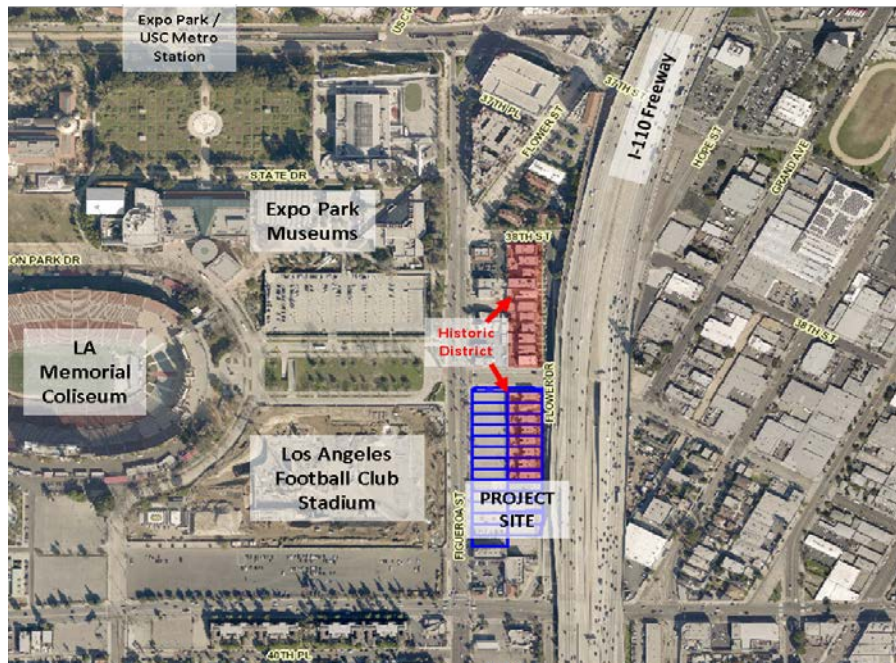 Expo Park /
USC Metro
Station
37TH PL
FLOWER ST
I-110 Freeway
37TH ST
HOPE ST
GRAND AVE
STATE DR
Expo Park
Museums
38TH ST
ON PARK DR
38TH ST
Historic
District
LA
Memorial
Coliseum
FLOWER DR
Los Angeles
Football Club
Stadium
PROJECT
SITE
FIGUEROA ST
40TH PL